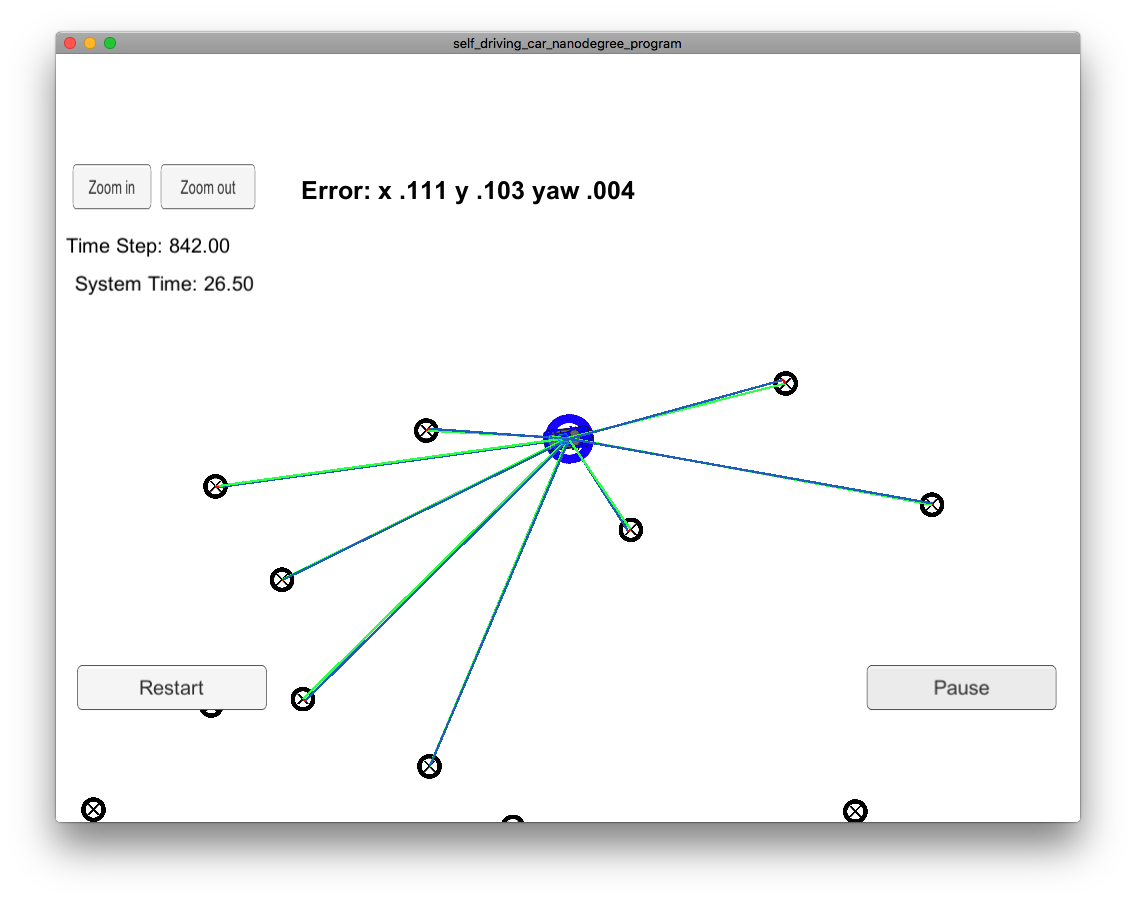 self_driving_car_nanodegree_program
Zoom in
Zoom out
Error: x .111 y .103 yaw .004
Time Step: 842.00
System Time: 26.50
Restart
Pause